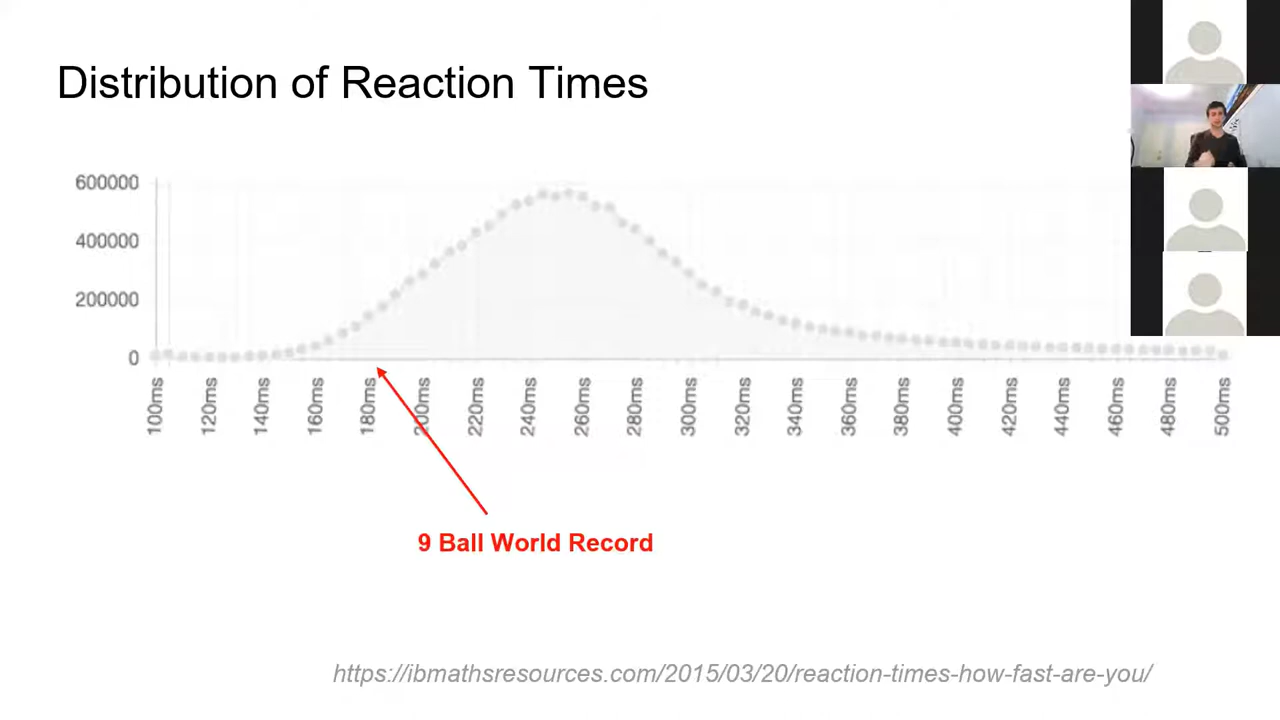 Distribution of Reaction Times
600000
400000
200000
0
100ms
120ms
140ms
160ms
180ms
200ms
220ms
240ms
260ms
280ms
300ms
320ms
340ms
360ms
380ms
400ms
420ms
440ms
460ms
480ms
500ms
9 Ball World Record
https://ibmathsresources.com/2015/03/20/reaction-times-how-fast-are-you/